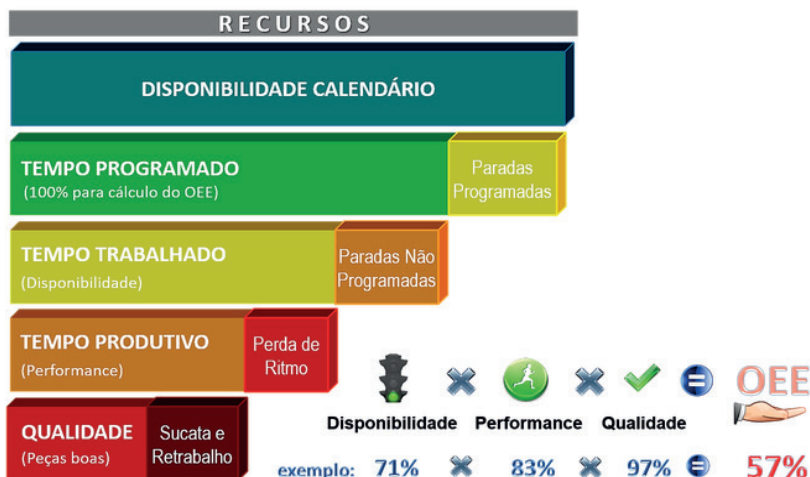 RECURSOS
DISPONIBILIDADE CALENDÁRIO
TEMPO PROGRAMADO
(100% para cálculo do OEE)
Paradas
Programadas
TEMPO TRABALHADO
(Disponibilidade)
Paradas Não
Programadas
TEMPO PRODUTIVO
(Performance)
Perda de
Ritmo
QUALIDADE
(Peças boas)
Sucata e
Retrabalho
OEE
Disponibilidade Performance Qualidade
exemplo: 71% 83% 97% 57%